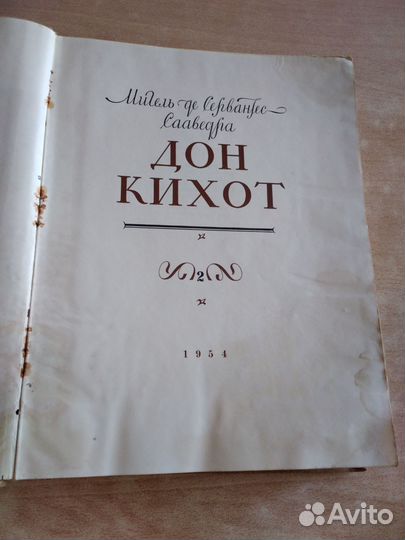 Мигель де Сервантес
Сааведра
ДОН
КИХОТ
2
1954
Avito